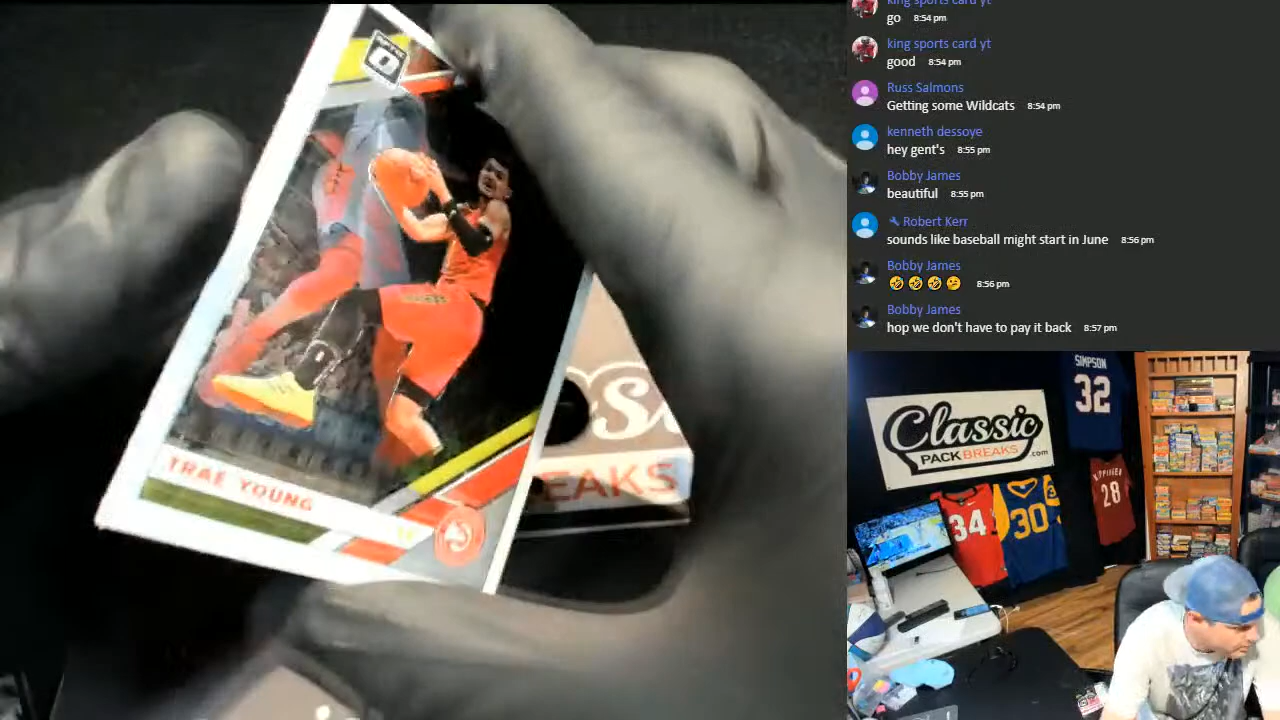 TRAE YOUNG
BREAKS
king sports card yt
go 8:54 pm
king sports card yt
good 8:54 pm
Russ Salmons
Getting some Wildcats 8:54 pm
kenneth dessoye
hey gent's 8:55 pm
Bobby James
beautiful 8:55 pm
Robert Kerr
sounds like baseball might start in June 8:56 pm
Bobby James
🤣🤣🤣🤔 8:56 pm
Bobby James
hop we don't have to pay it back 8:57 pm
SIMPSON
32
Classic
PACKBREAKS.com
34
30
28